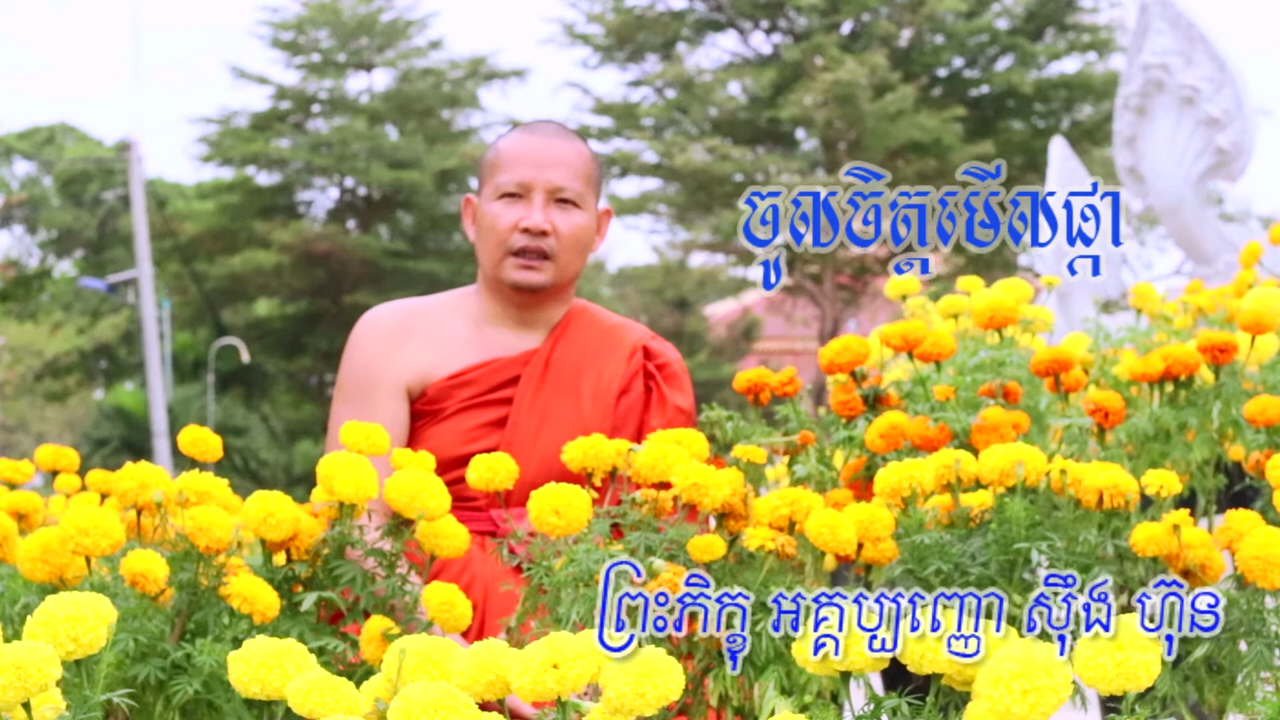 ចូលចិត្តមើលផ្កា
ព្រះភិក្ខុ អគ្គប្បញ្ញោ ស៊ឹង ហ៊ុន